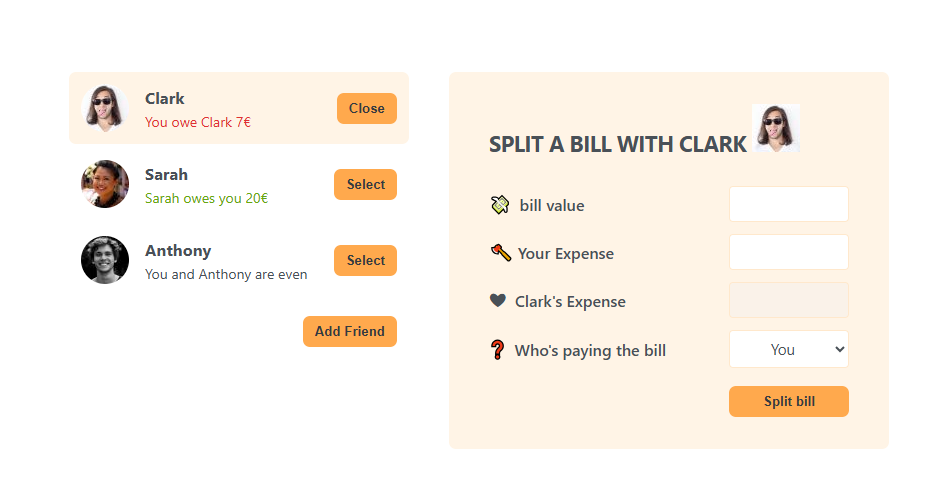 Clark
You owe Clark 7€
Close
Sarah
Sarah owes you 20€
Select
Anthony
You and Anthony are even
Select
Add Friend
SPLIT A BILL WITH CLARK
bill value
Your Expense
Clark's Expense
Who's paying the bill
You
Split bill